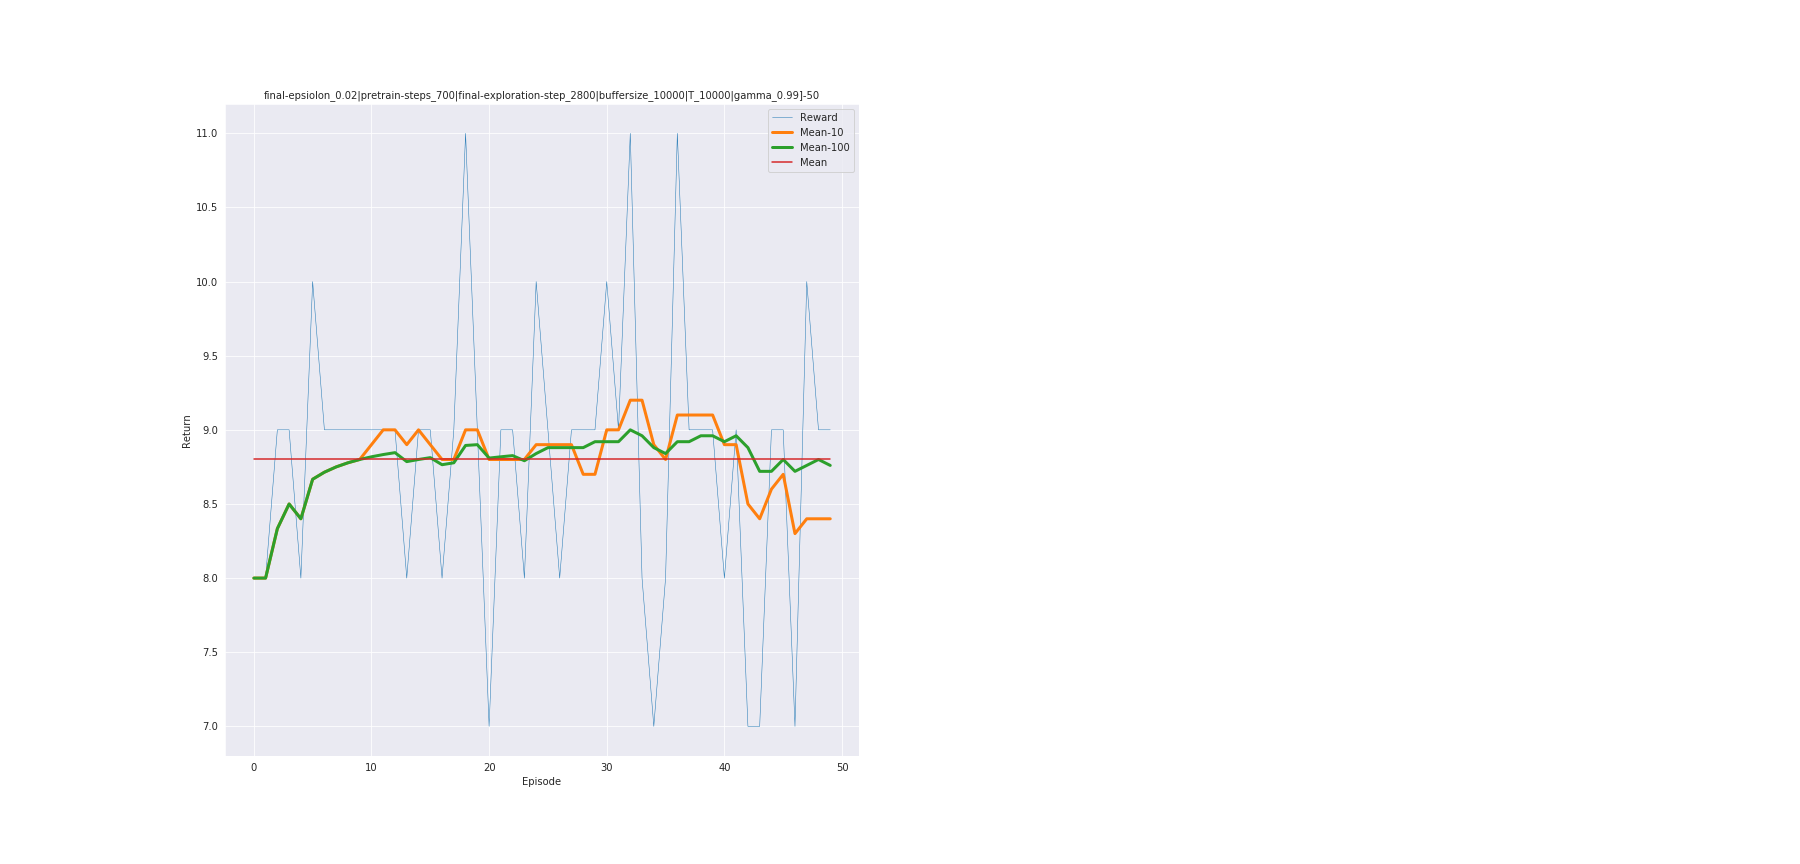 final-epsiolon_0.02|pretrain-steps_700|final-exploration-step_2800|buffersize_10000|T_10000|gamma_0.99]-50
Reward
Mean-10
Mean-100
Mean
11.0
10.5
10.0
9.5
9.0
8.5
8.0
7.5
7.0
Return
0 10 20 30 40 50
Episode